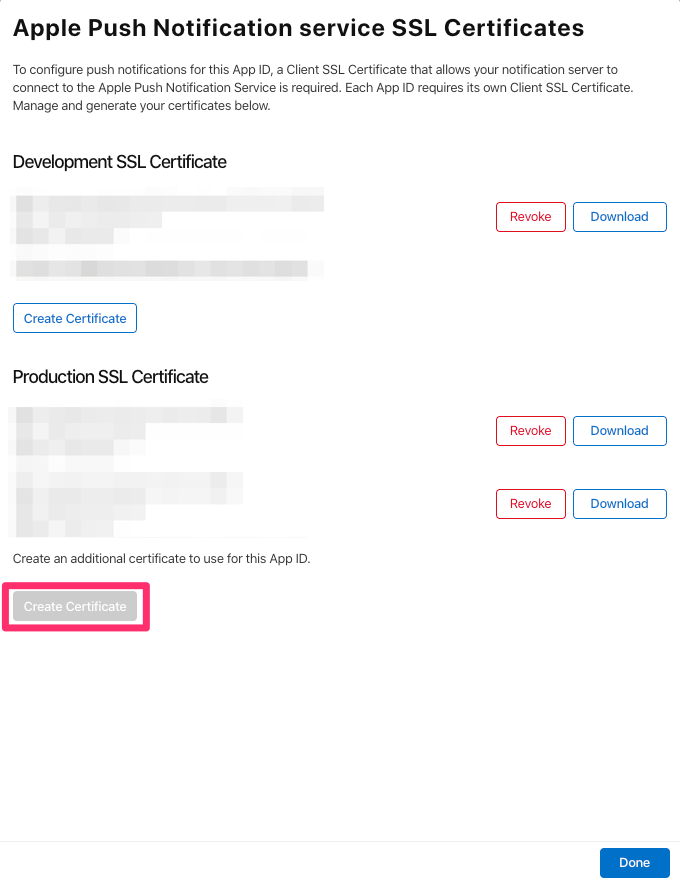 Apple Push Notification service SSL Certificates
To configure push notifications for this App ID, a Client SSL Certificate that allows your notification server to
connect to the Apple Push Notification Service is required. Each App ID requires its own Client SSL Certificate.
Manage and generate your certificates below.
Development SSL Certificate
Revoke Download
Create Certificate
Production SSL Certificate
Revoke Download
Revoke Download
Create an additional certificate to use for this App ID.
Create Certificate
Done